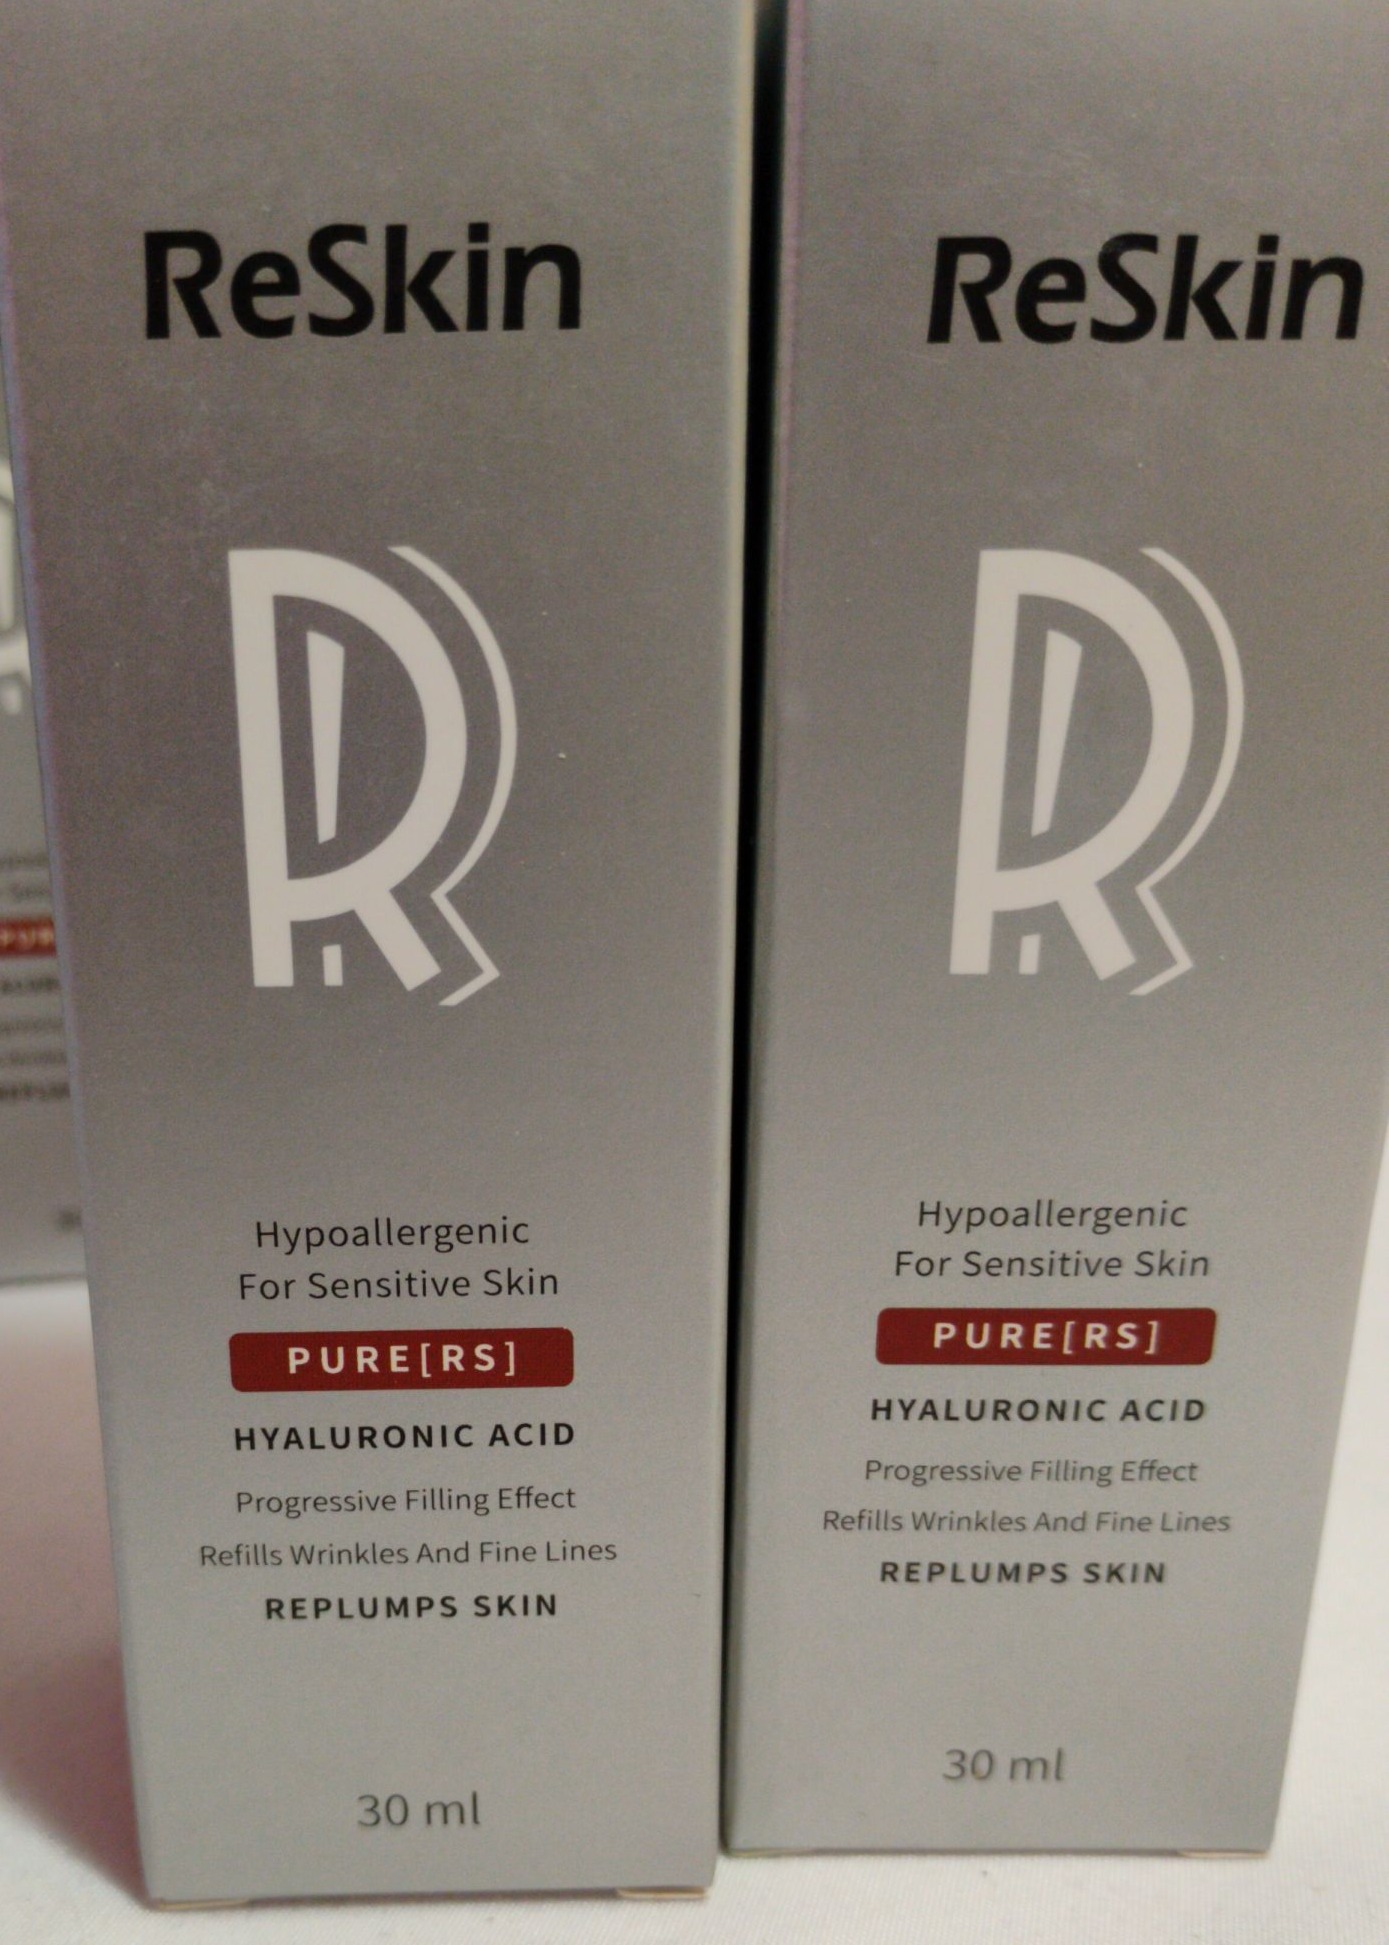 ReSkin
R
Hypoallergenic
For Sensitive Skin
PURE[RS]
HYALURONIC ACID
Progressive Filling Effect
Refills Wrinkles And Fine Lines
REPLUMPS SKIN
30 ml
ReSkin
R
Hypoallergenic
For Sensitive Skin
PURE[RS]
HYALURONIC ACID
Progressive Filling Effect
Refills Wrinkles And Fine Lines
REPLUMPS SKIN
30 ml